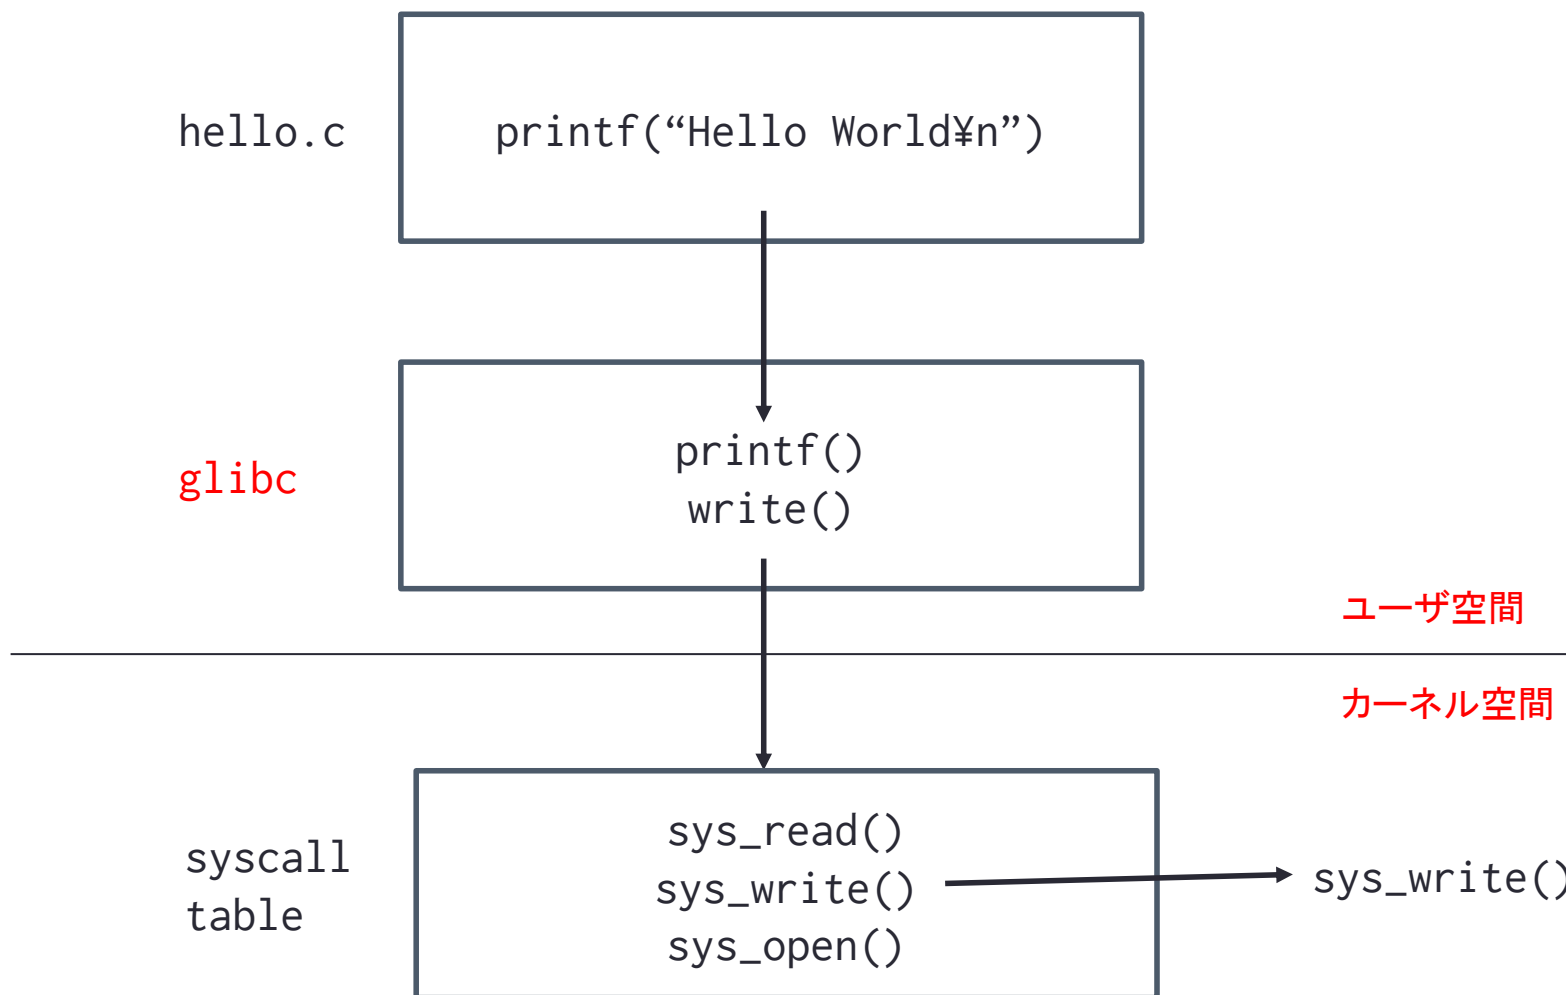 hello.c
printf(“Hello World¥n”)
glibc
printf()
write()
ユーザ空間
カーネル空間
syscall
table
sys_read()
sys_write()
sys_open()
sys_write()